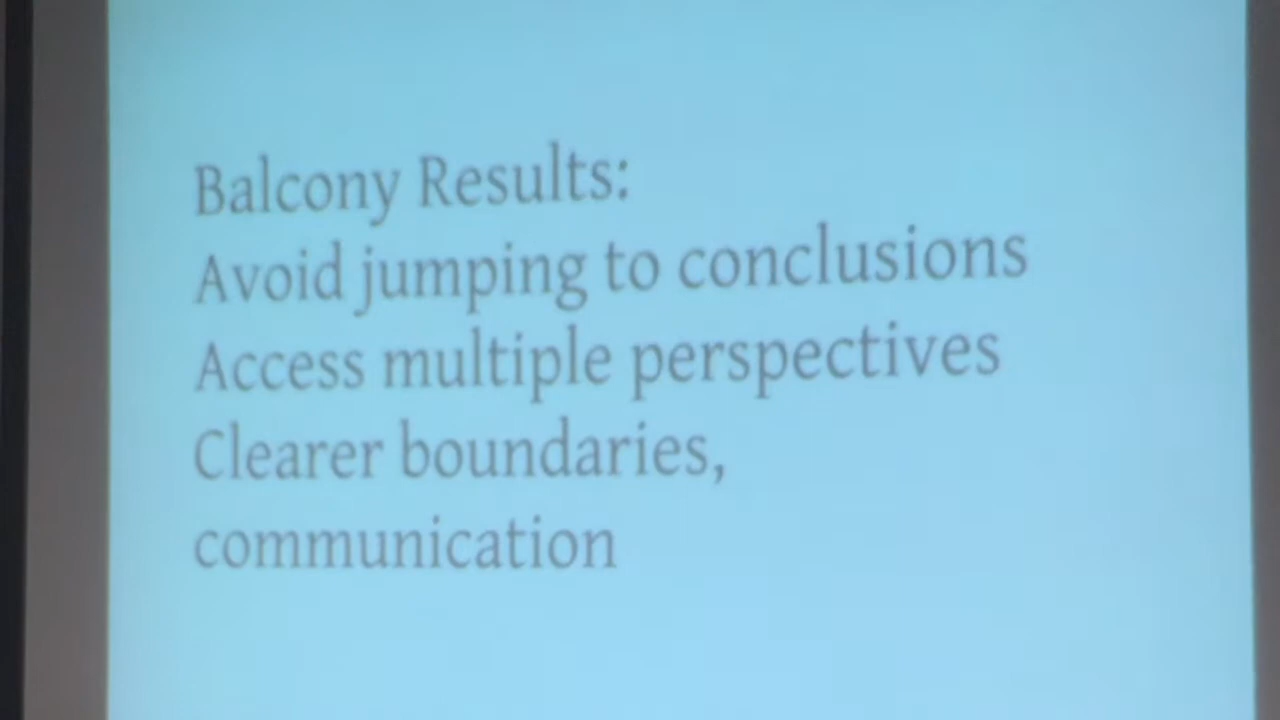 Balcony Results:
Avoid jumping to conclusions
Access multiple perspectives
Clearer boundaries,
communication